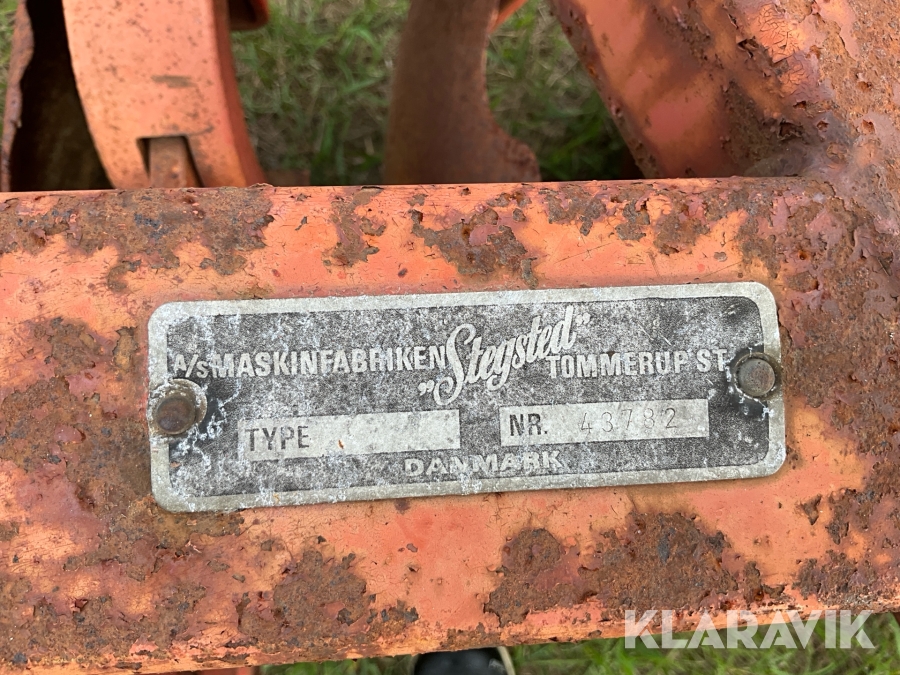 A/S MASKINFABRIKEN „Stegsted” TOMMERUP ST.
TYPE
NR. 43782
DANMARK
KLARAVIK